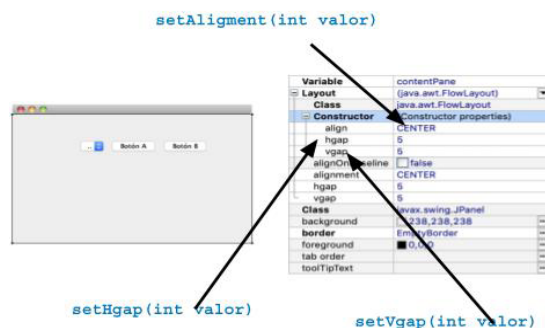 setAligment(int valor)
Variable contentPane
Layout (java.awt.FlowLayout)
Class java.awt.FlowLayout
Constructor (Constructor properties)
align CENTER
hgap 5
vgap 5
alignOnBaseline false
alignment CENTER
hgap 5
vgap 5
Class javax.swing.JPanel
background 238,238,238
border EmptyBorder
foreground 0,0,0
tab order
toolTipText
.. Botón A Botón B
setHgap(int valor)
setVgap(int valor)